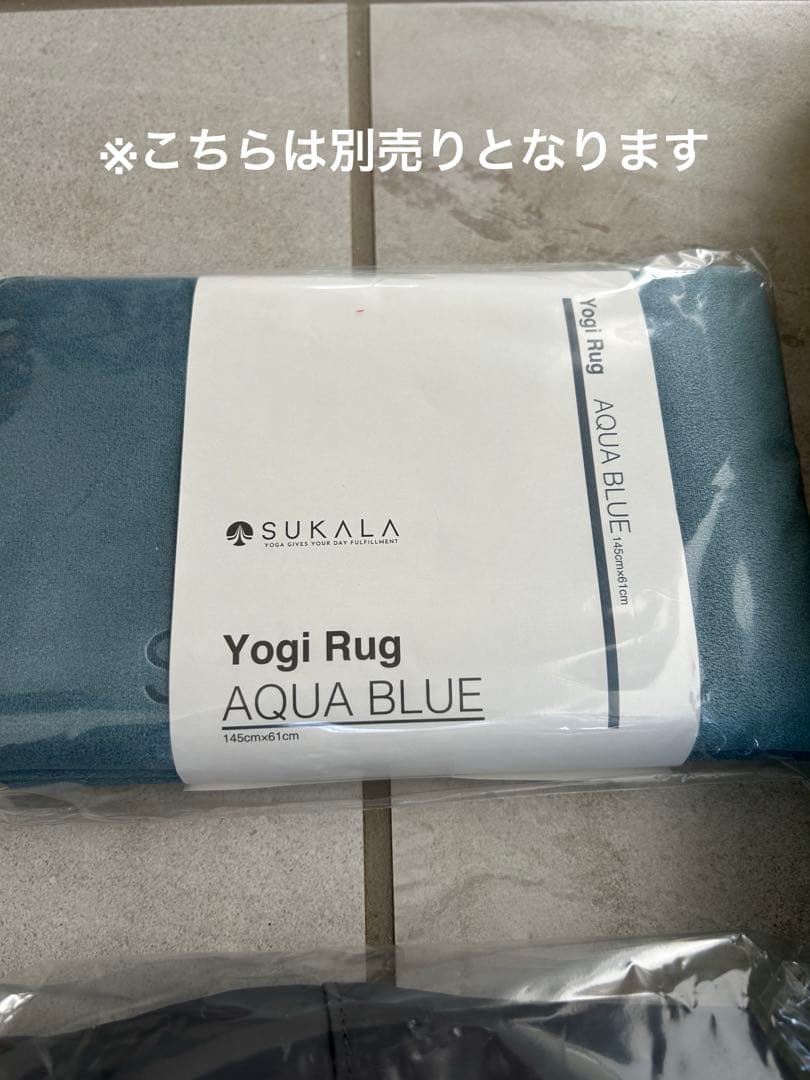 ※こちらは別売りとなります
Yogi Rug AQUA BLUE 145cm×61cm
SUKALA
YOGA GIVES YOUR DAY FULFILLMENT
Yogi Rug
AQUA BLUE
145cm×61cm
S